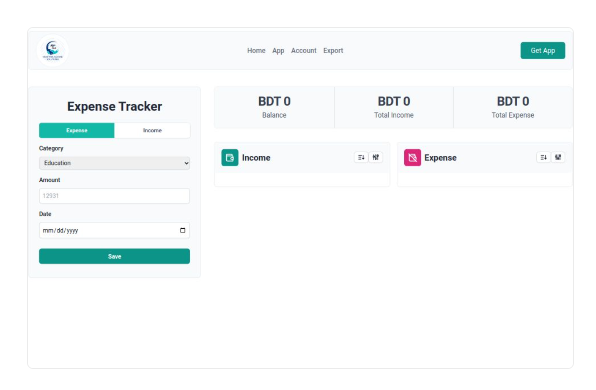 Home App Account Export
Get App
Expense Tracker
Expense Income
Category
Education
Amount
12931
Date
mm/dd/yyyy
Save
BDT 0
Balance
BDT 0
Total Income
BDT 0
Total Expense
Income
Expense